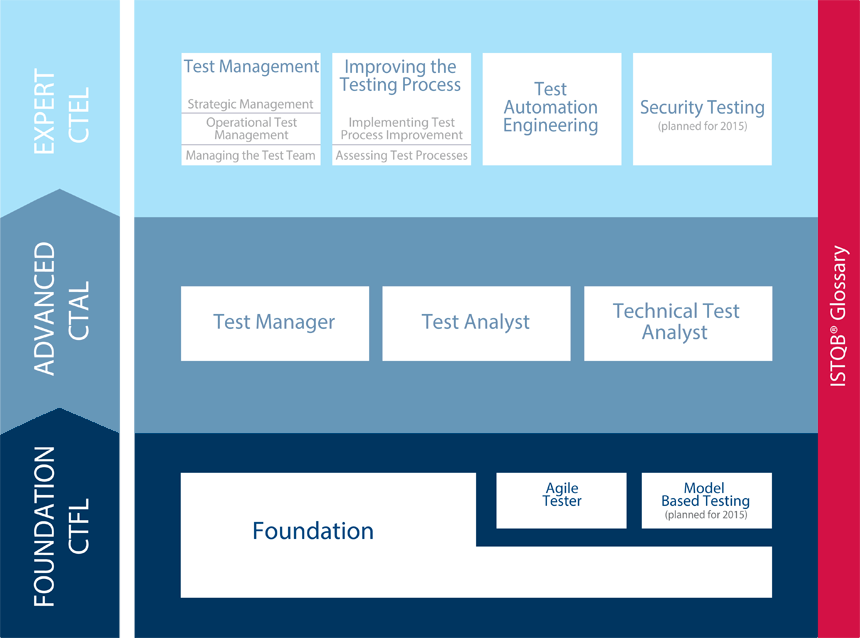 EXPERT
CTEL
Test Management
Strategic Management
Operational Test
Management
Managing the Test Team
Improving the
Testing Process
Implementing Test
Process Improvement
Assessing Test Processes
Test
Automation
Engineering
Security Testing
(planned for 2015)
ADVANCED
CTAL
Test Manager
Test Analyst
Technical Test
Analyst
FOUNDATION
CTFL
Foundation
Agile
Tester
Model
Based Testing
(planned for 2015)
ISTQB® Glossary